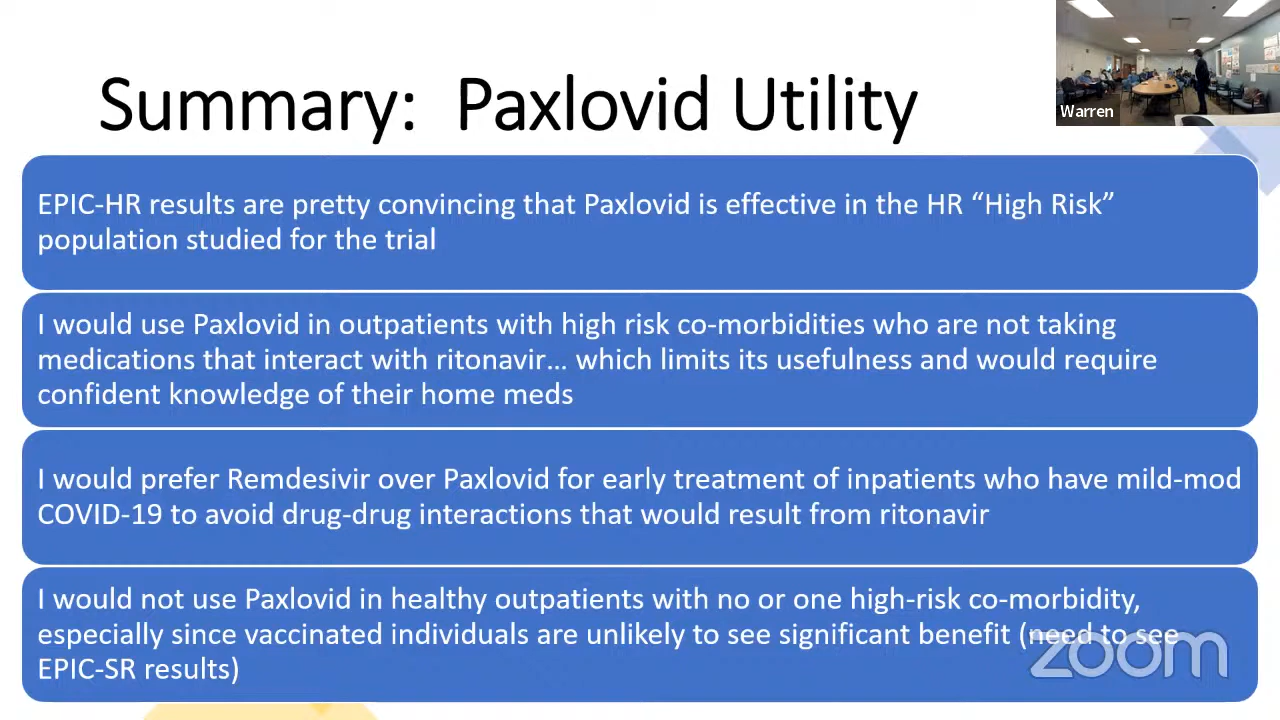 Warren
Summary: Paxlovid Utility
EPIC-HR results are pretty convincing that Paxlovid is effective in the HR “High Risk”
population studied for the trial
I would use Paxlovid in outpatients with high risk co-morbidities who are not taking
medications that interact with ritonavir… which limits its usefulness and would require
confident knowledge of their home meds
I would prefer Remdesivir over Paxlovid for early treatment of inpatients who have mild-mod
COVID-19 to avoid drug-drug interactions that would result from ritonavir
I would not use Paxlovid in healthy outpatients with no or one high-risk co-morbidity,
especially since vaccinated individuals are unlikely to see significant benefit (need to see
EPIC-SR results)
zoom